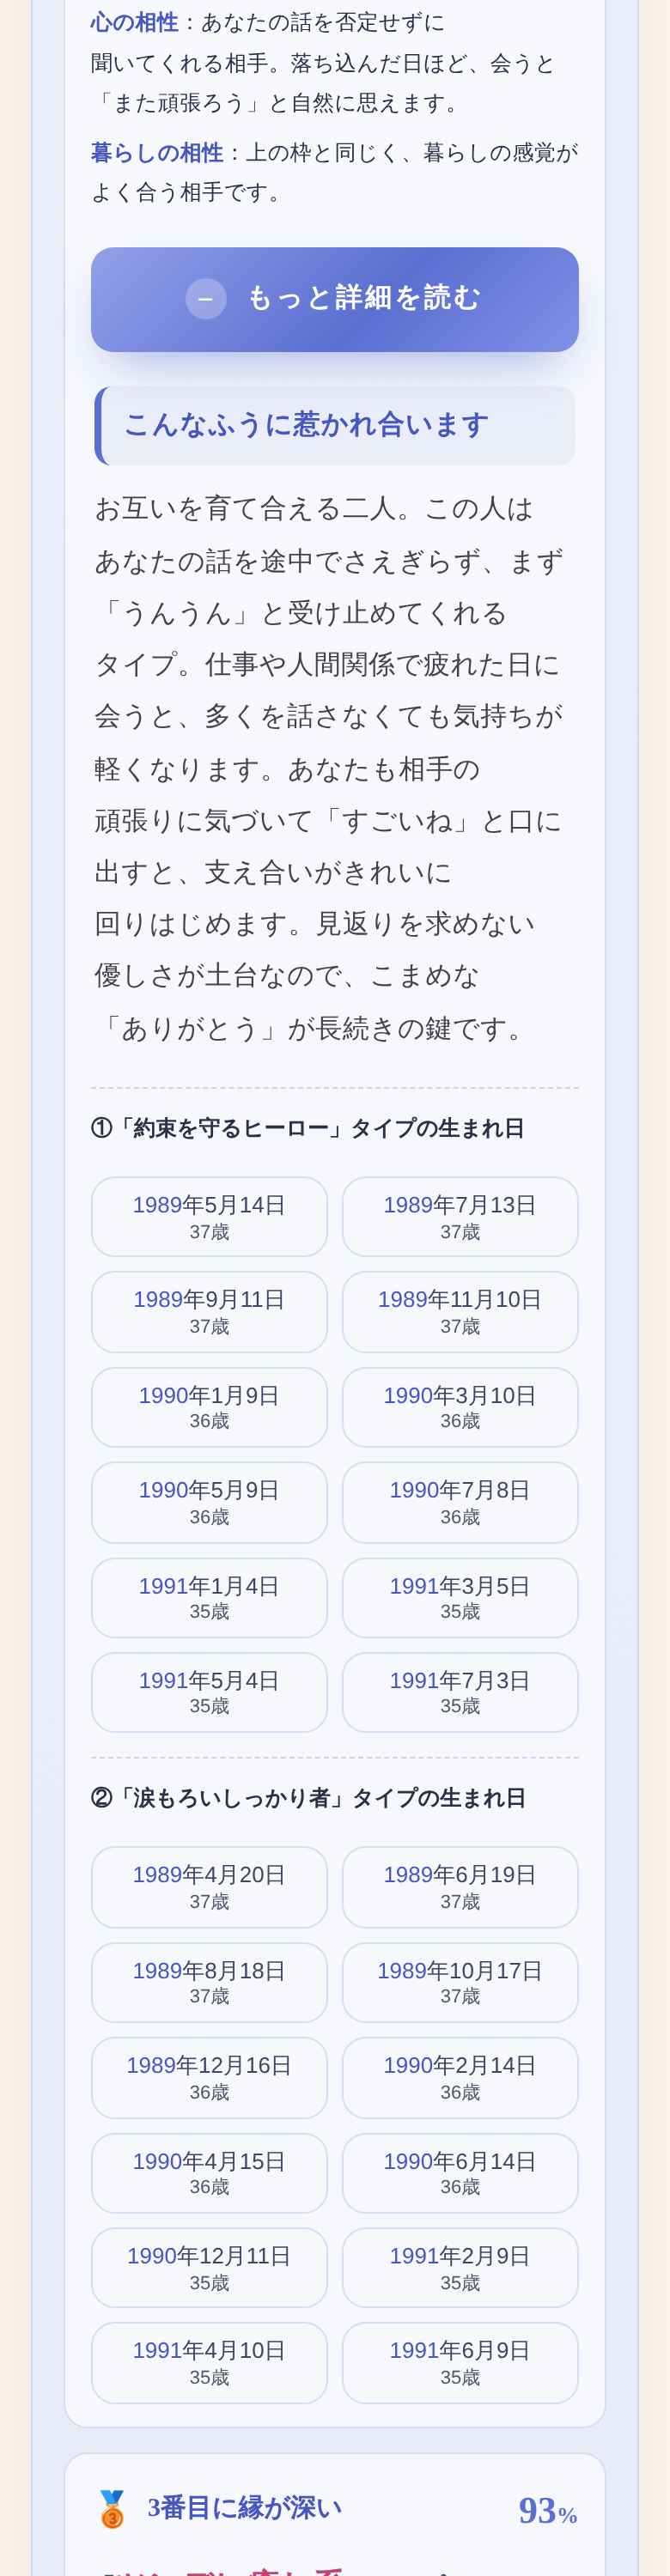 心の相性：あなたの話を否定せずに
聞いてくれる相手。落ち込んだ日ほど、会うと
「また頑張ろう」と自然に思えます。
暮らしの相性：上の枠と同じく、暮らしの感覚が
よく合う相手です。
− もっと詳細を読む
こんなふうに惹かれ合います
お互いを育て合える二人。この人は
あなたの話を途中でさえぎらず、まず
「うんうん」と受け止めてくれる
タイプ。仕事や人間関係で疲れた日に
会うと、多くを話さなくても気持ちが
軽くなります。あなたも相手の
頑張りに気づいて「すごいね」と口に
出すと、支え合いがきれいに
回りはじめます。見返りを求めない
優しさが土台なので、こまめな
「ありがとう」が長続きの鍵です。
①「約束を守るヒーロー」タイプの生まれ日
1989年5月14日 1989年7月13日
37歳 37歳
1989年9月11日 1989年11月10日
37歳 37歳
1990年1月9日 1990年3月10日
36歳 36歳
1990年5月9日 1990年7月8日
36歳 36歳
1991年1月4日 1991年3月5日
35歳 35歳
1991年5月4日 1991年7月3日
35歳 35歳
②「涙もろいしっかり者」タイプの生まれ日
1989年4月20日 1989年6月19日
37歳 37歳
1989年8月18日 1989年10月17日
37歳 37歳
1989年12月16日 1990年2月14日
36歳 36歳
1990年4月15日 1990年6月14日
36歳 36歳
1990年12月11日 1991年2月9日
35歳 35歳
1991年4月10日 1991年6月9日
35歳 35歳
3 3番目に縁が深い 93%